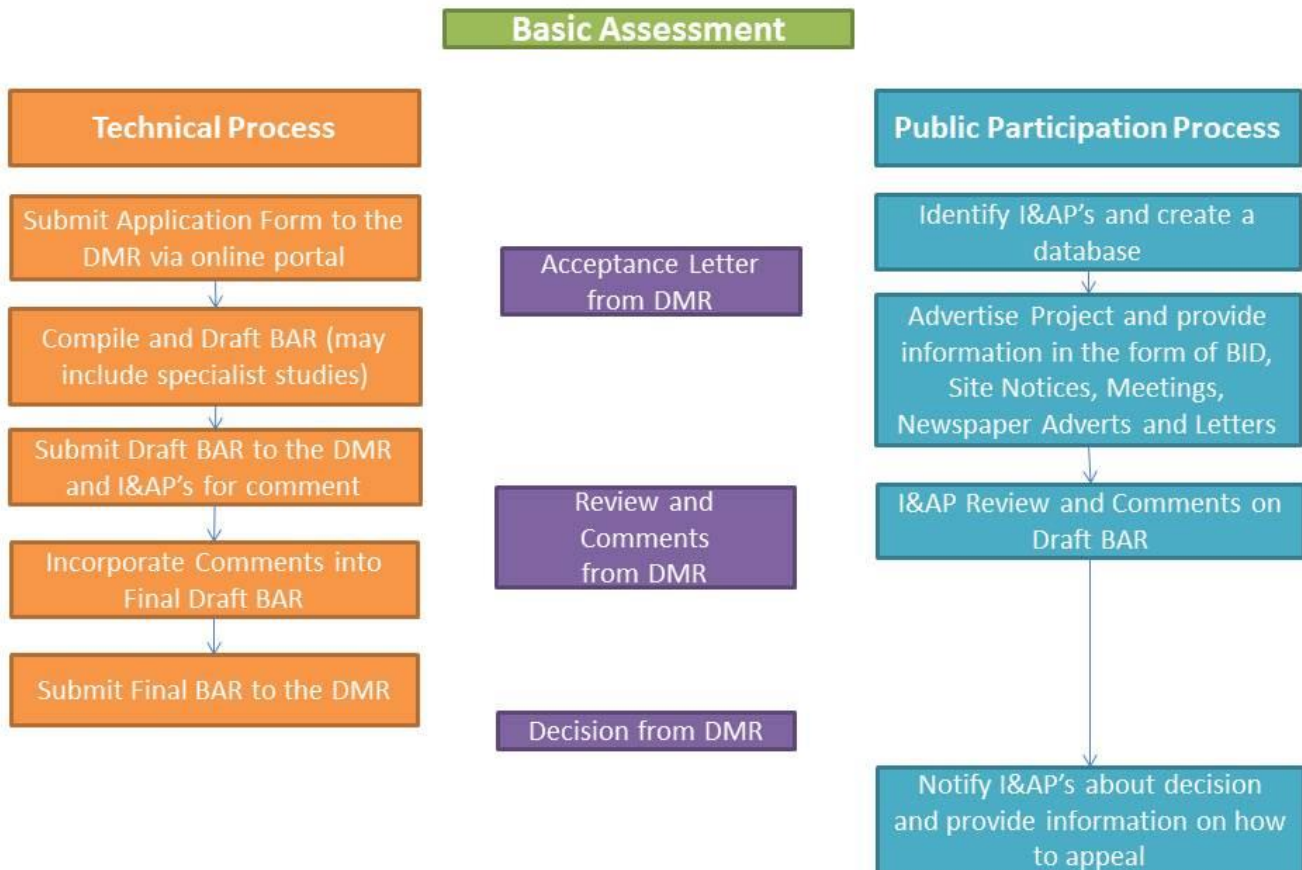 Basic Assessment
Technical Process
Submit Application Form to the
DMR via online portal
Compile and Draft BAR (may
include specialist studies)
Submit Draft BAR to the DMR
and I&AP's for comment
Incorporate Comments into
Final Draft BAR
Submit Final BAR to the DMR
Acceptance Letter
from DMR
Review and
Comments
from DMR
Decision from DMR
Public Participation Process
Identify I&AP's and create a
database
Advertise Project and provide
information in the form of BID,
Site Notices, Meetings,
Newspaper Adverts and Letters
I&AP Review and Comments on
Draft BAR
Notify I&AP's about decision
and provide information on how
to appeal